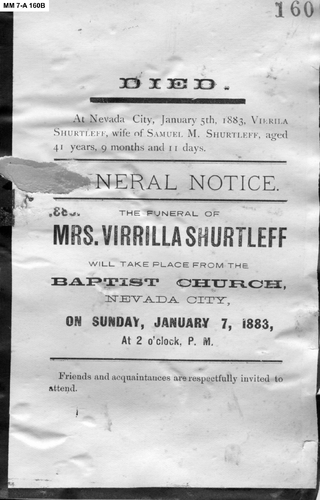 MM 7-A 160B
160
DIED.
At Nevada City, January 5th, 1883, VIERILA
SHURTLEFF, wife of SAMUEL M. SHURTLEFF, aged
41 years, 9 months and 11 days.
NERAL NOTICE.
THE FUNERAL OF
MRS. VIRRILLA SHURTLEFF
WILL TAKE PLACE FROM THE
BAPTIST CHURCH,
NEVADA CITY,
ON SUNDAY, JANUARY 7, 1883,
At 2 o'clock, P. M.
Friends and acquaintances are respectfully invited to
attend.